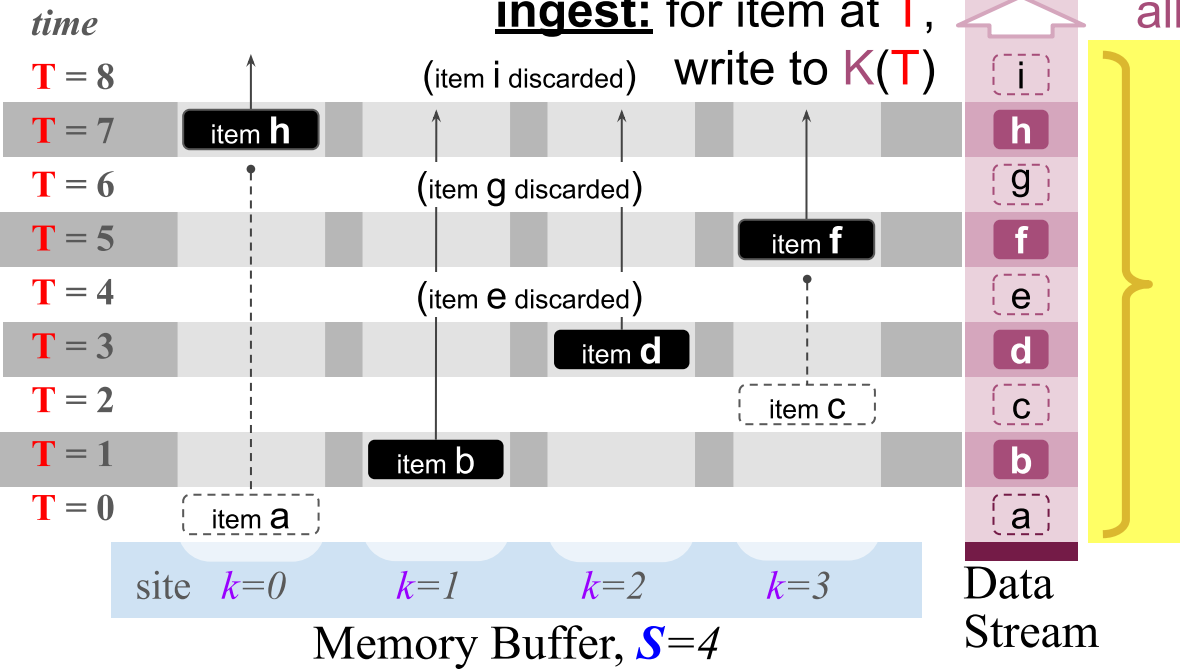 ingest: for item at T,
all
time
write to K(T)
T = 8
(item i discarded)
i
T = 7
item h
h
T = 6
(item g discarded)
g
T = 5
item f
f
T = 4
(item e discarded)
e
T = 3
item d
d
T = 2
item c
c
T = 1
item b
b
T = 0
item a
a
site k=0 k=1 k=2 k=3
Data
Stream
Memory Buffer, S=4